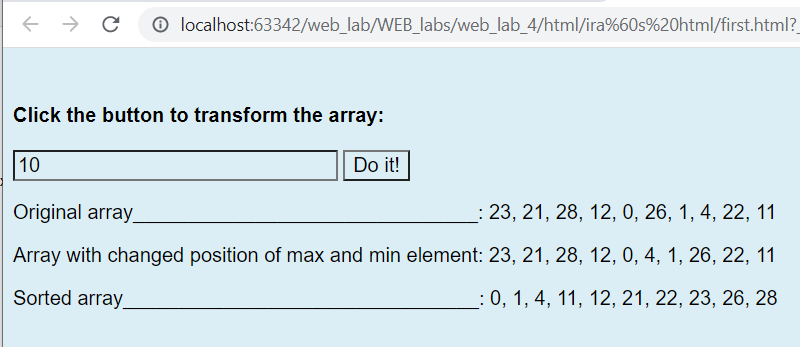 localhost:63342/web_lab/WEB_labs/web_lab_4/html/ira%60s%20html/first.html?_
Click the button to transform the array:
10 Do it!
Original array_______________________________: 23, 21, 28, 12, 0, 26, 1, 4, 22, 11
Array with changed position of max and min element: 23, 21, 28, 12, 0, 4, 1, 26, 22, 11
Sorted array________________________________: 0, 1, 4, 11, 12, 21, 22, 23, 26, 28